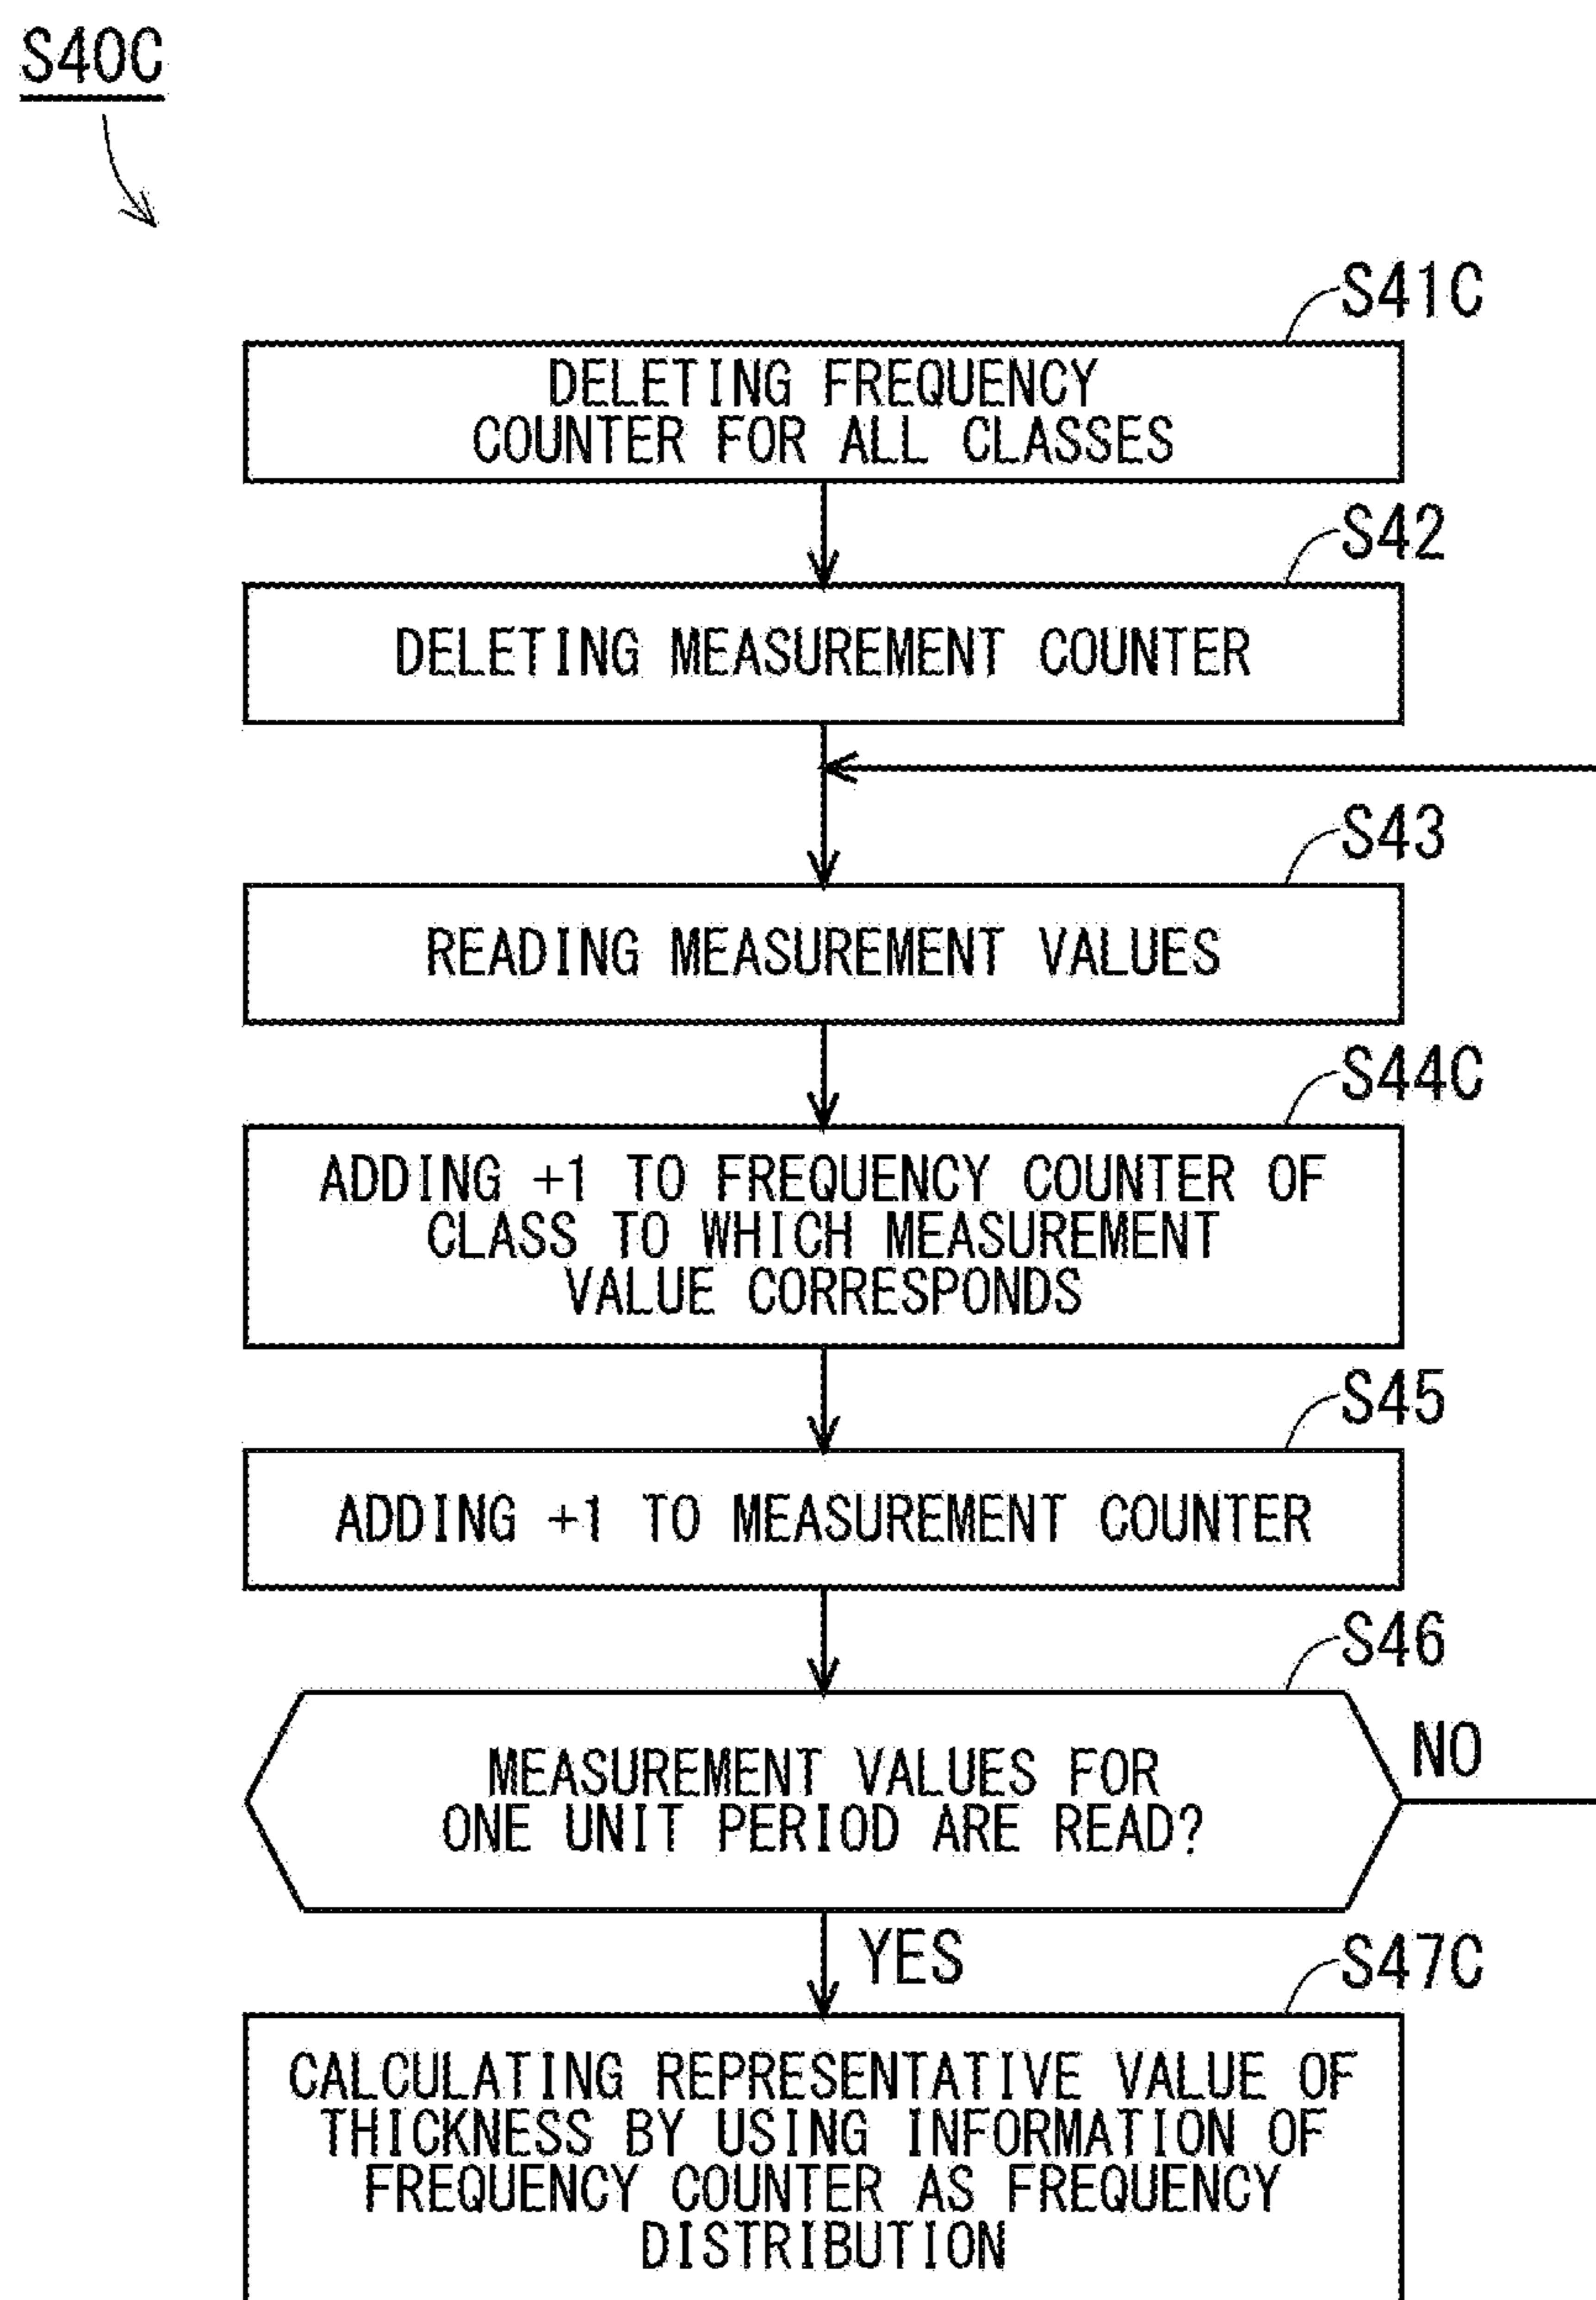 S40C
S41C
DELETING FREQUENCY
COUNTER FOR ALL CLASSES
S42
DELETING MEASUREMENT COUNTER
S43
READING MEASUREMENT VALUES
S44C
ADDING +1 TO FREQUENCY COUNTER OF
CLASS TO WHICH MEASUREMENT
VALUE CORRESPONDS
S45
ADDING +1 TO MEASUREMENT COUNTER
S46
MEASUREMENT VALUES FOR
ONE UNIT PERIOD ARE READ?
NO
YES
S47C
CALCULATING REPRESENTATIVE VALUE OF
THICKNESS BY USING INFORMATION OF
FREQUENCY COUNTER AS FREQUENCY
DISTRIBUTION